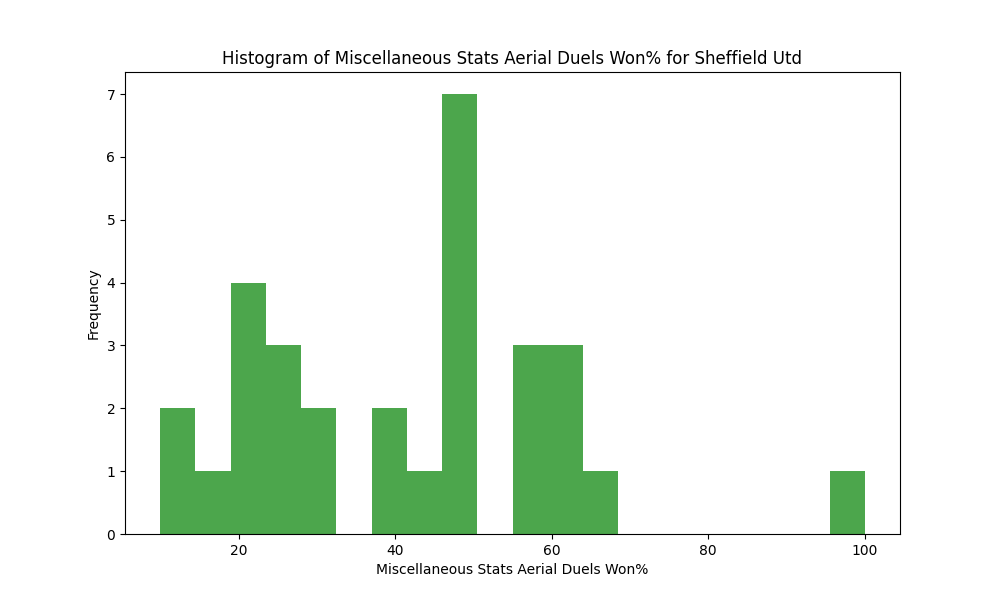 Histogram of Miscellaneous Stats Aerial Duels Won% for Sheffield Utd
7
6
5
4
3
2
1
0
Frequency
20 40 60 80 100
Miscellaneous Stats Aerial Duels Won%